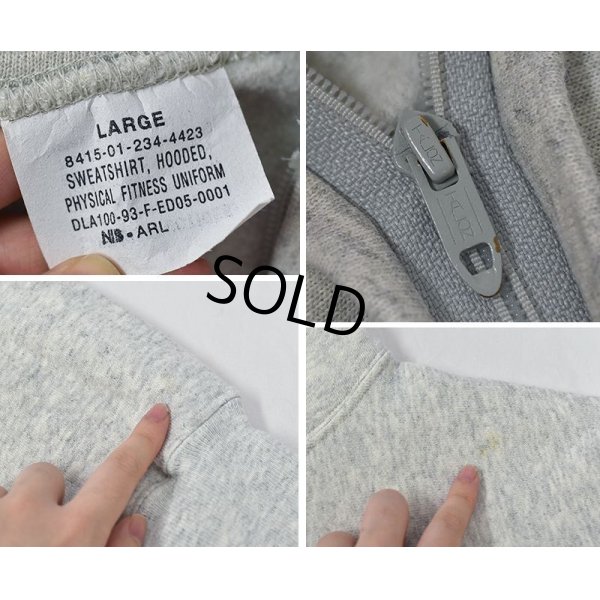 LARGE
8415-01-234-4423
SWEATSHIRT, HOODED,
PHYSICAL FITNESS UNIFORM
DLA100-93-F-ED05-0001
-ARL
SOLD